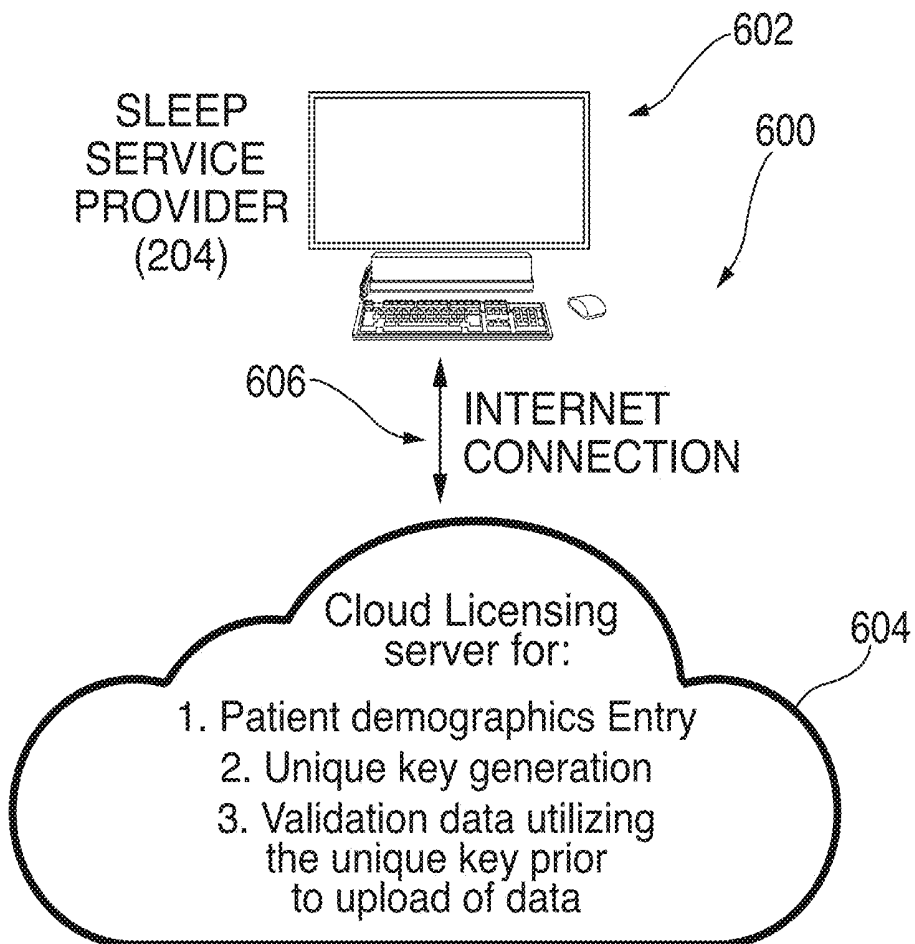 602
SLEEP
SERVICE
PROVIDER
(204)
600
606
INTERNET
CONNECTION
Cloud Licensing
server for:
604
1. Patient demographics Entry
2. Unique key generation
3. Validation data utilizing
the unique key prior
to upload of data